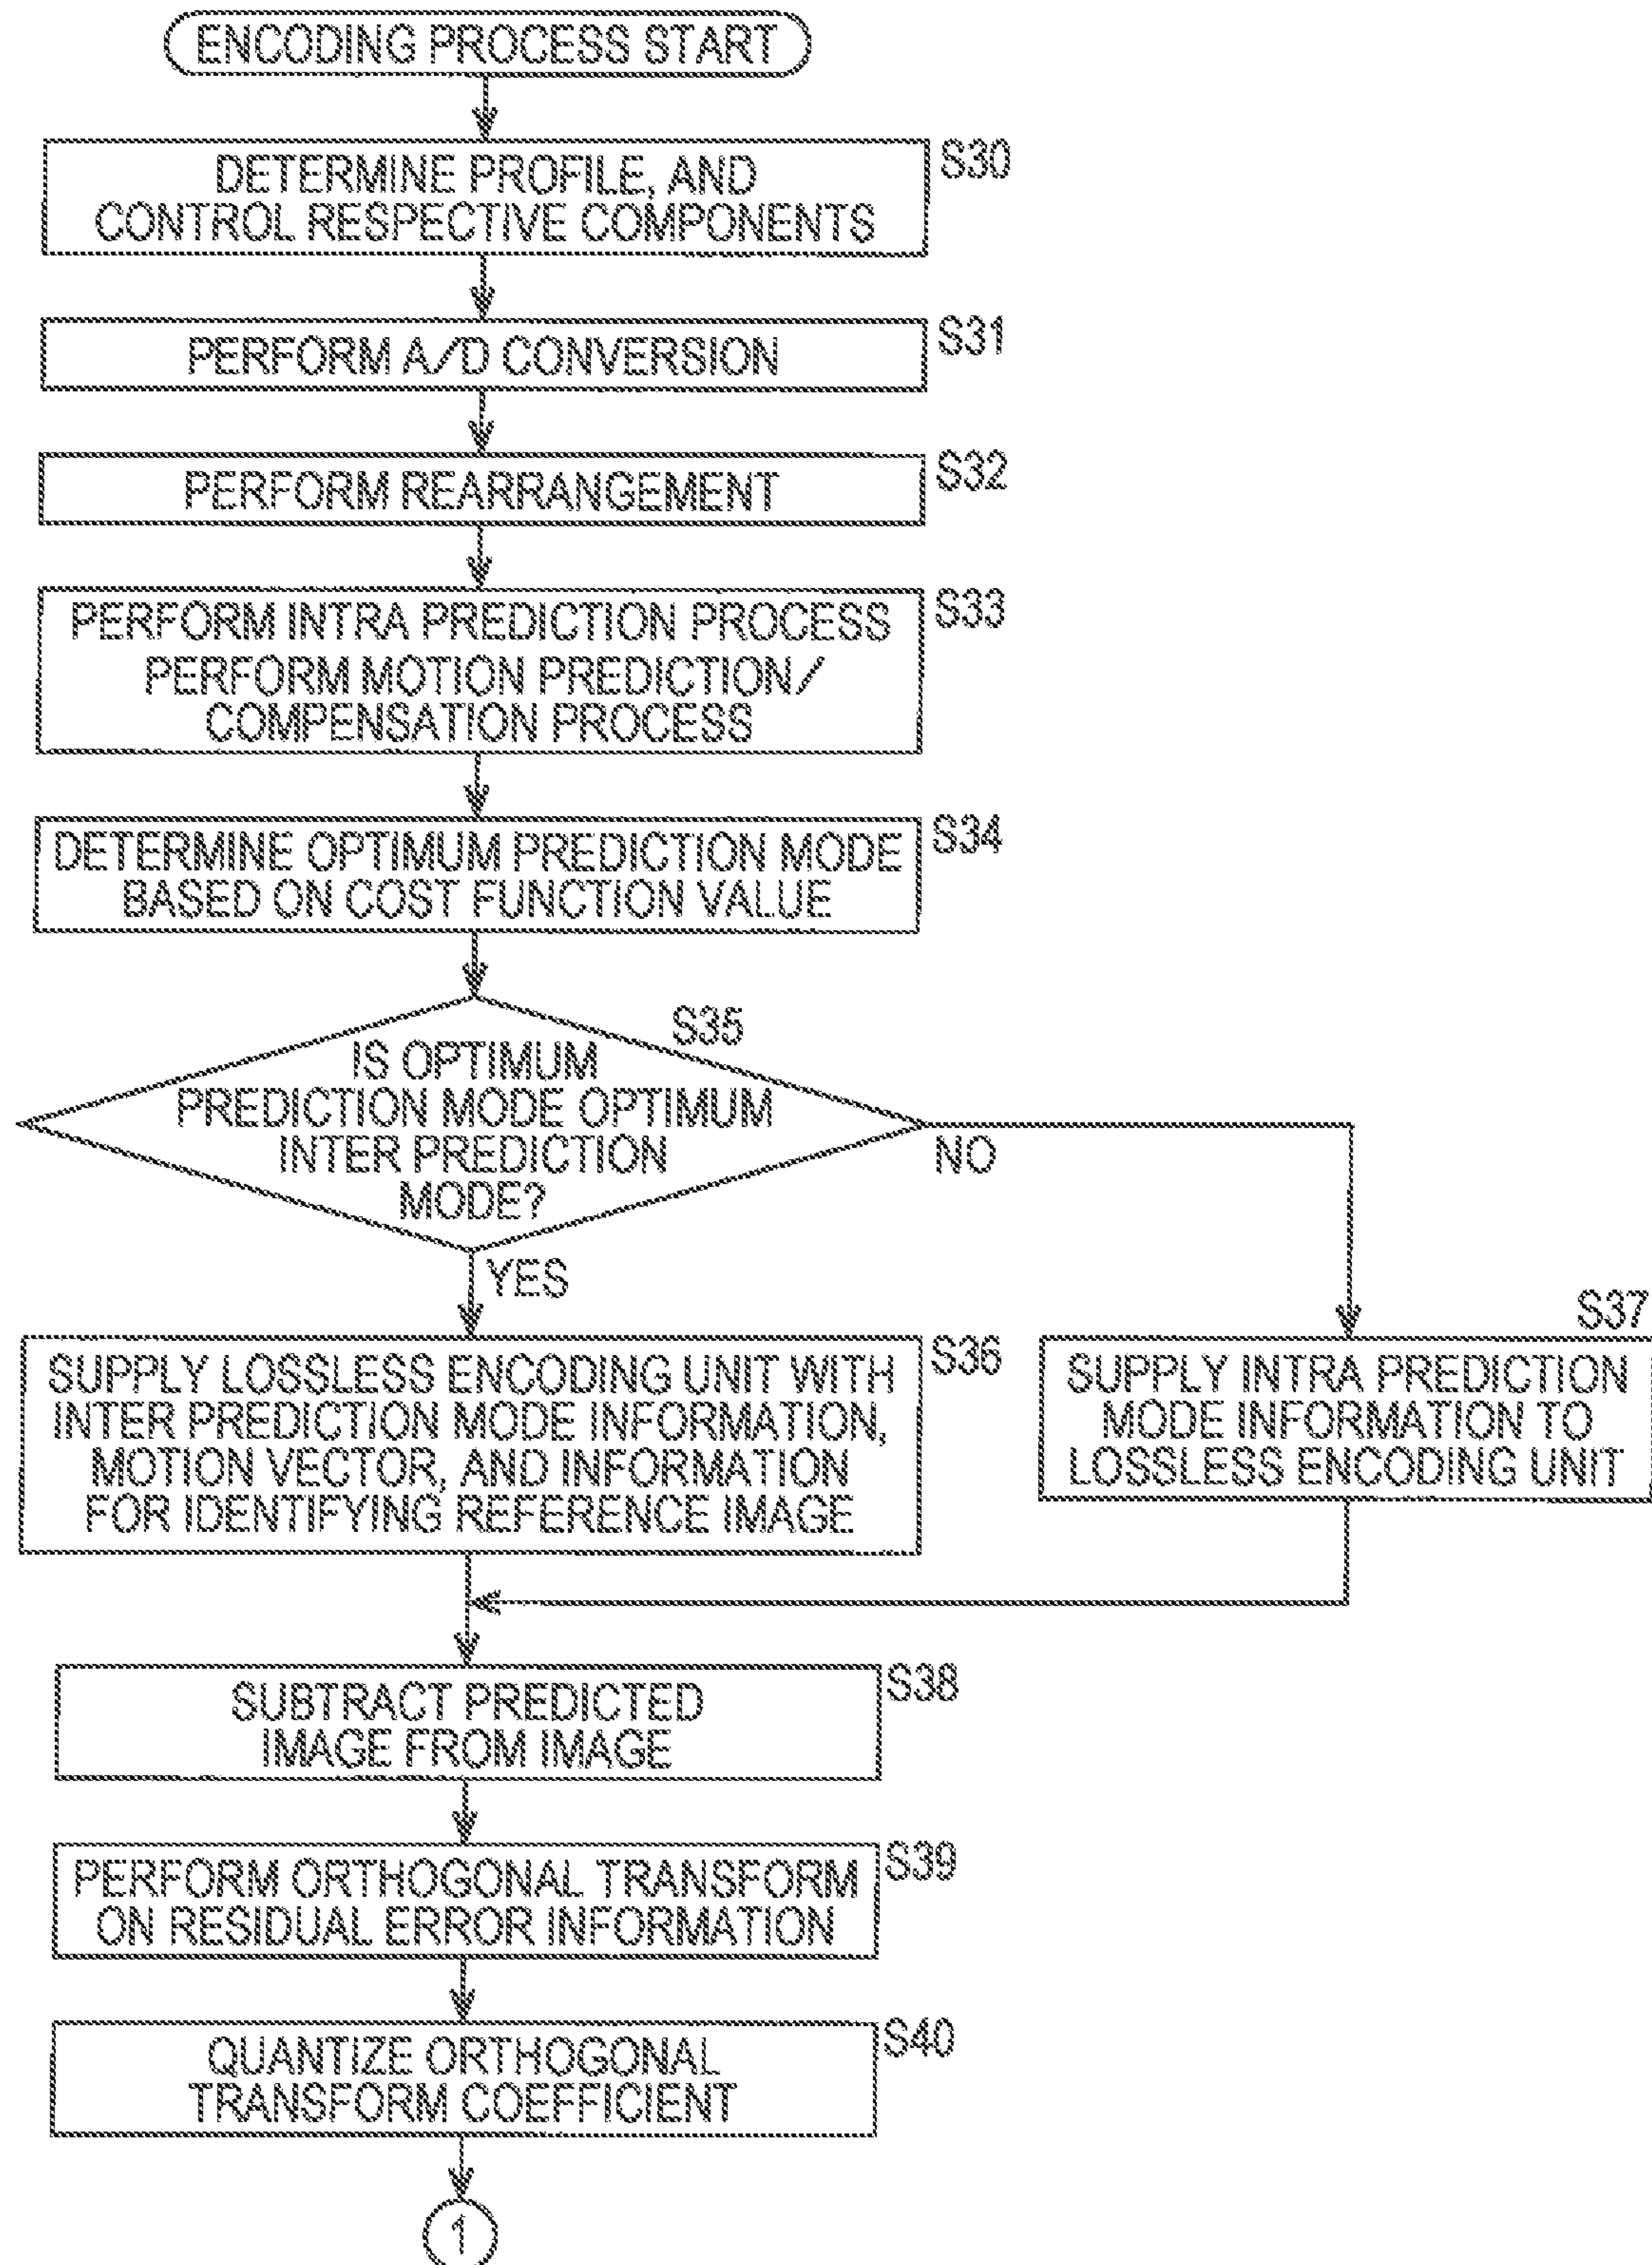 ENCODING PROCESS START
S30
DETERMINE PROFILE, AND
CONTROL RESPECTIVE COMPONENTS
S31
PERFORM A/D CONVERSION
S32
PERFORM REARRANGEMENT
S33
PERFORM INTRA PREDICTION PROCESS
PERFORM MOTION PREDICTION/
COMPENSATION PROCESS
S34
DETERMINE OPTIMUM PREDICTION MODE
BASED ON COST FUNCTION VALUE
S35
IS OPTIMUM
PREDICTION MODE OPTIMUM
INTER PREDICTION
MODE?
NO
YES
S36
SUPPLY LOSSLESS ENCODING UNIT WITH
INTER PREDICTION MODE INFORMATION,
MOTION VECTOR, AND INFORMATION
FOR IDENTIFYING REFERENCE IMAGE
S37
SUPPLY INTRA PREDICTION
MODE INFORMATION TO
LOSSLESS ENCODING UNIT
S38
SUBTRACT PREDICTED
IMAGE FROM IMAGE
S39
PERFORM ORTHOGONAL TRANSFORM
ON RESIDUAL ERROR INFORMATION
S40
QUANTIZE ORTHOGONAL
TRANSFORM COEFFICIENT
1